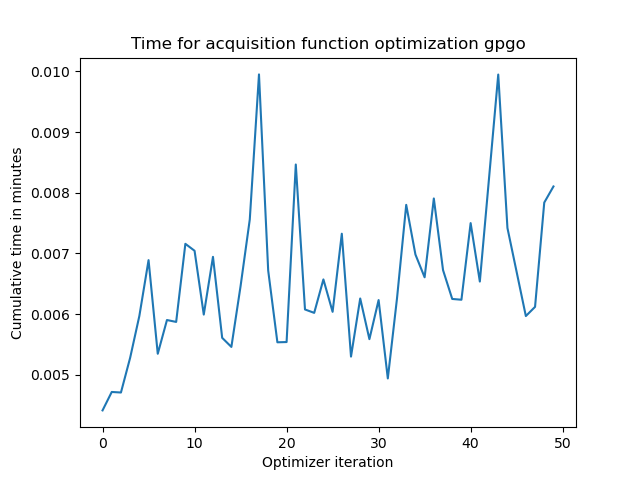 Time for acquisition function optimization gpgo
0.010
0.009
0.008
0.007
0.006
0.005
Cumulative time in minutes
0 10 20 30 40 50
Optimizer iteration